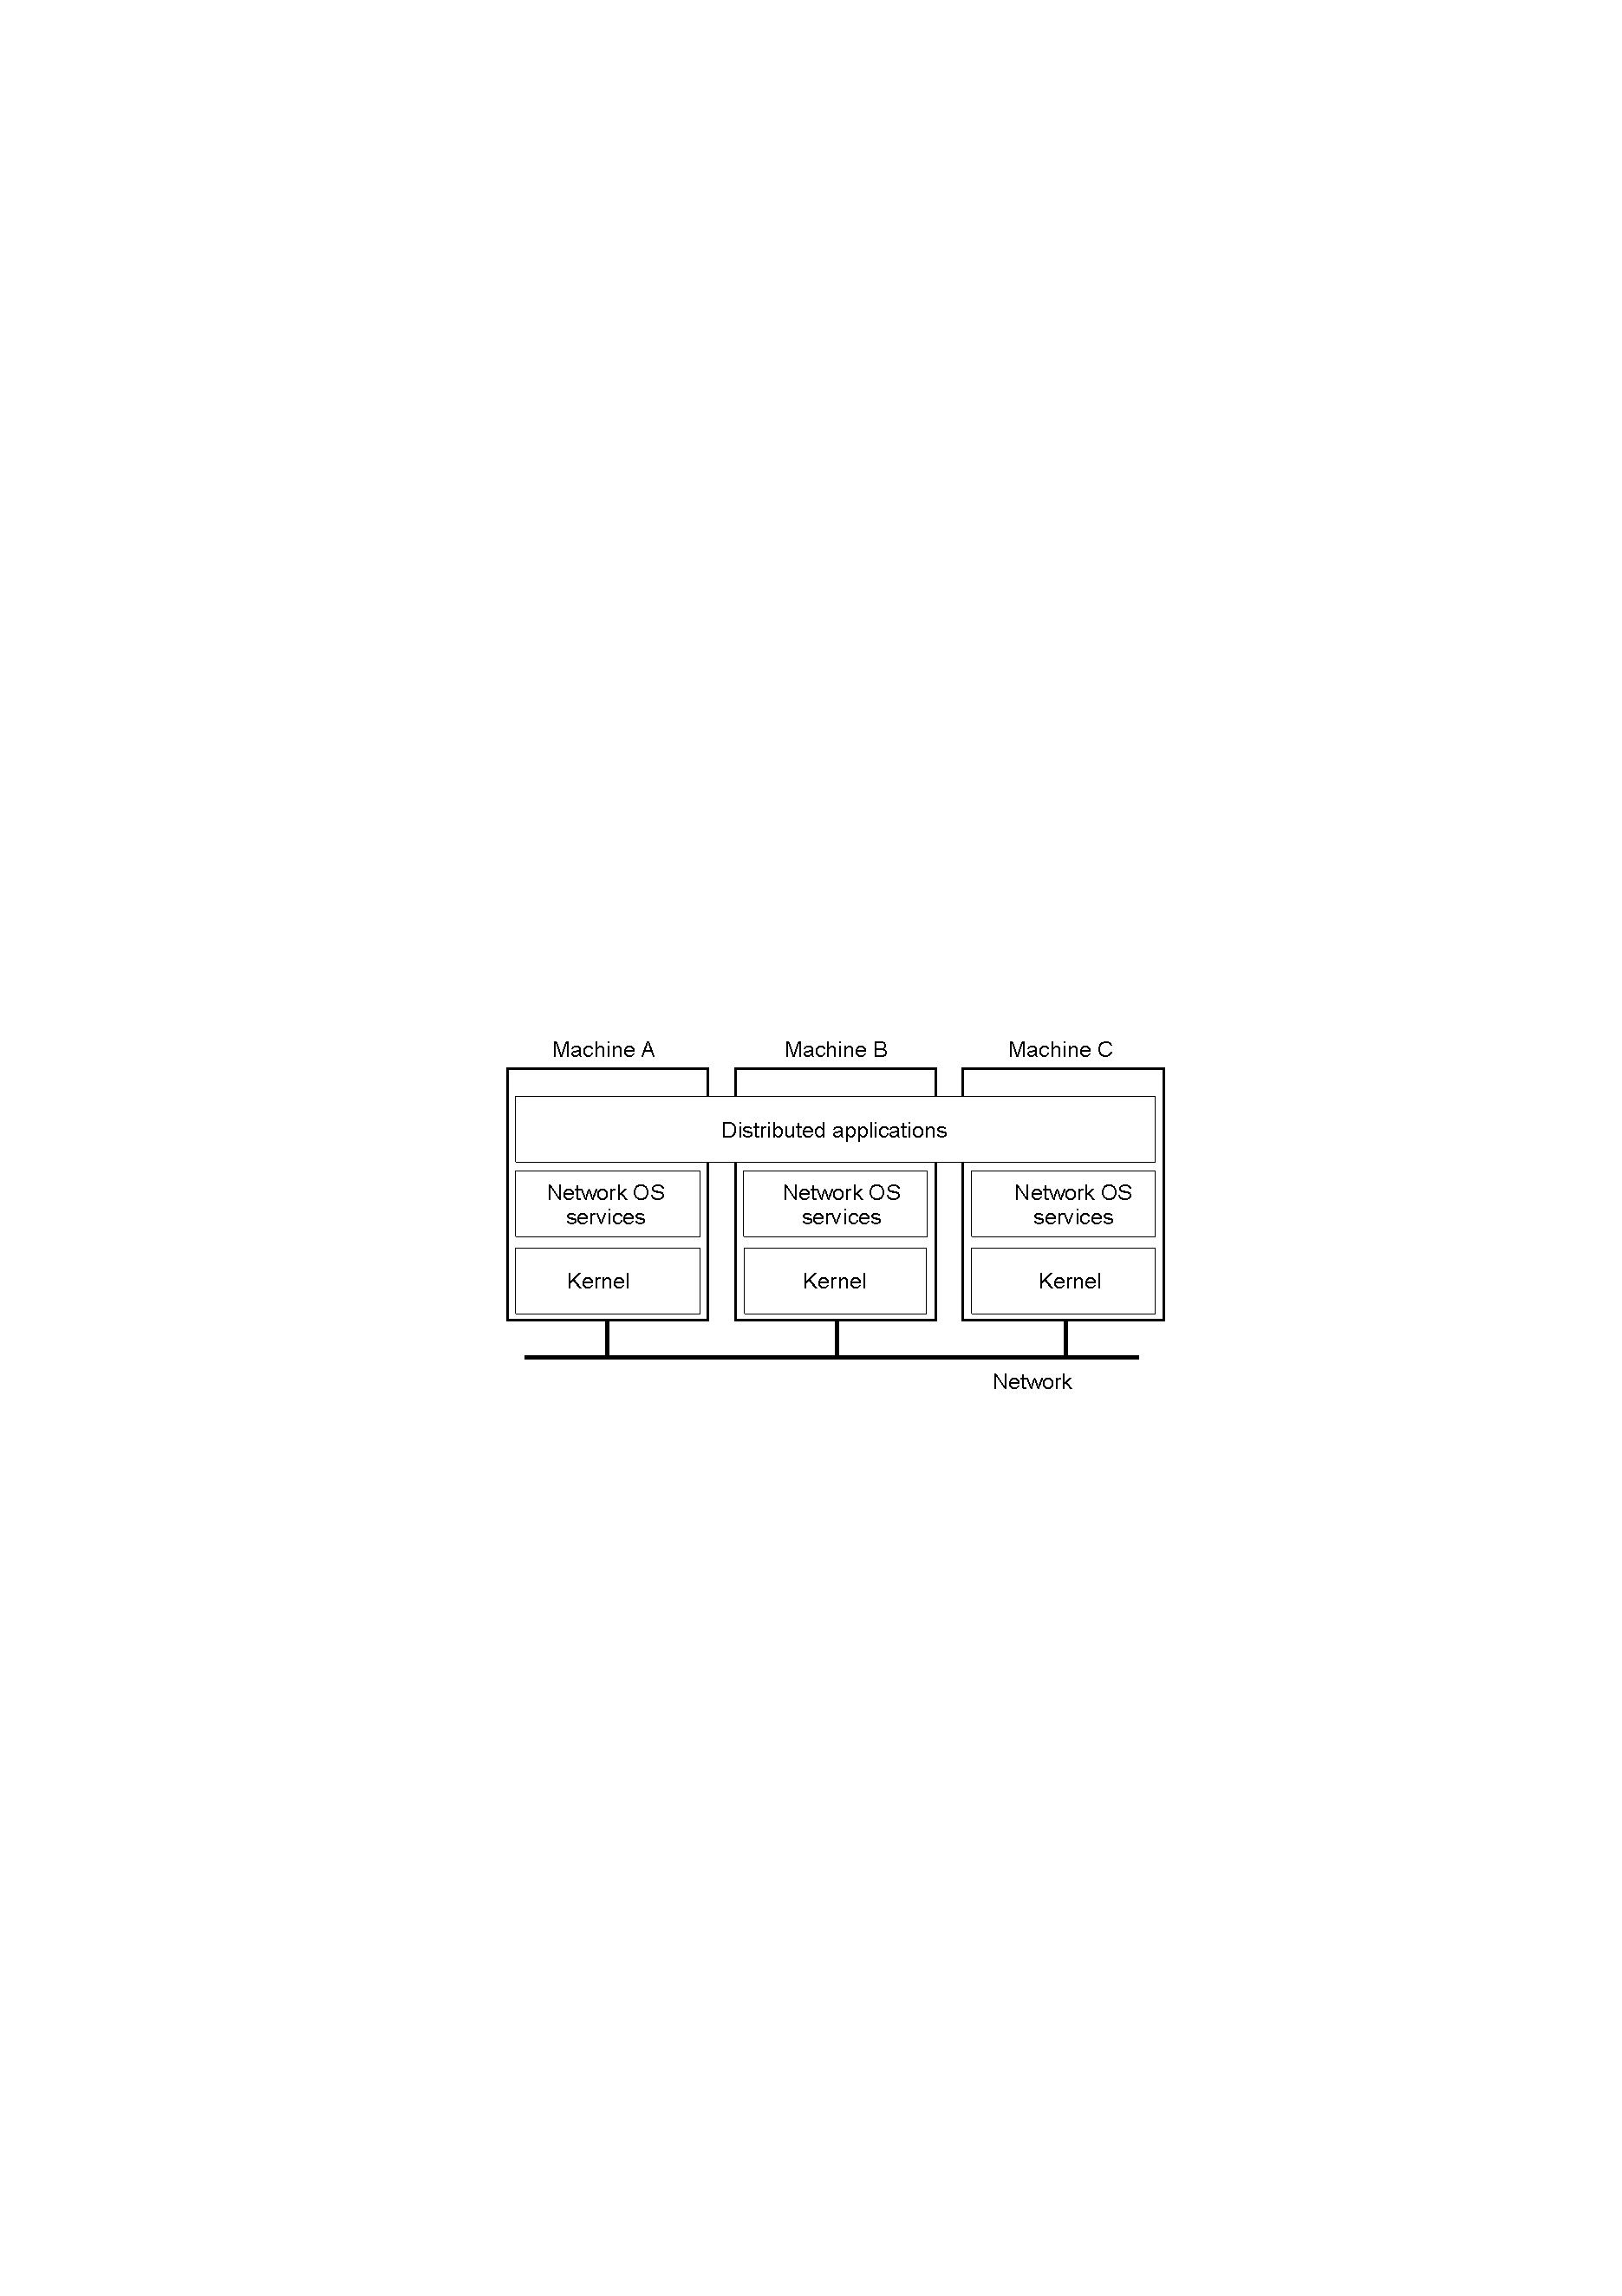 Machine A
Machine B
Machine C
Distributed applications
Network OS
services
Network OS
services
Network OS
services
Kernel
Kernel
Kernel
Network